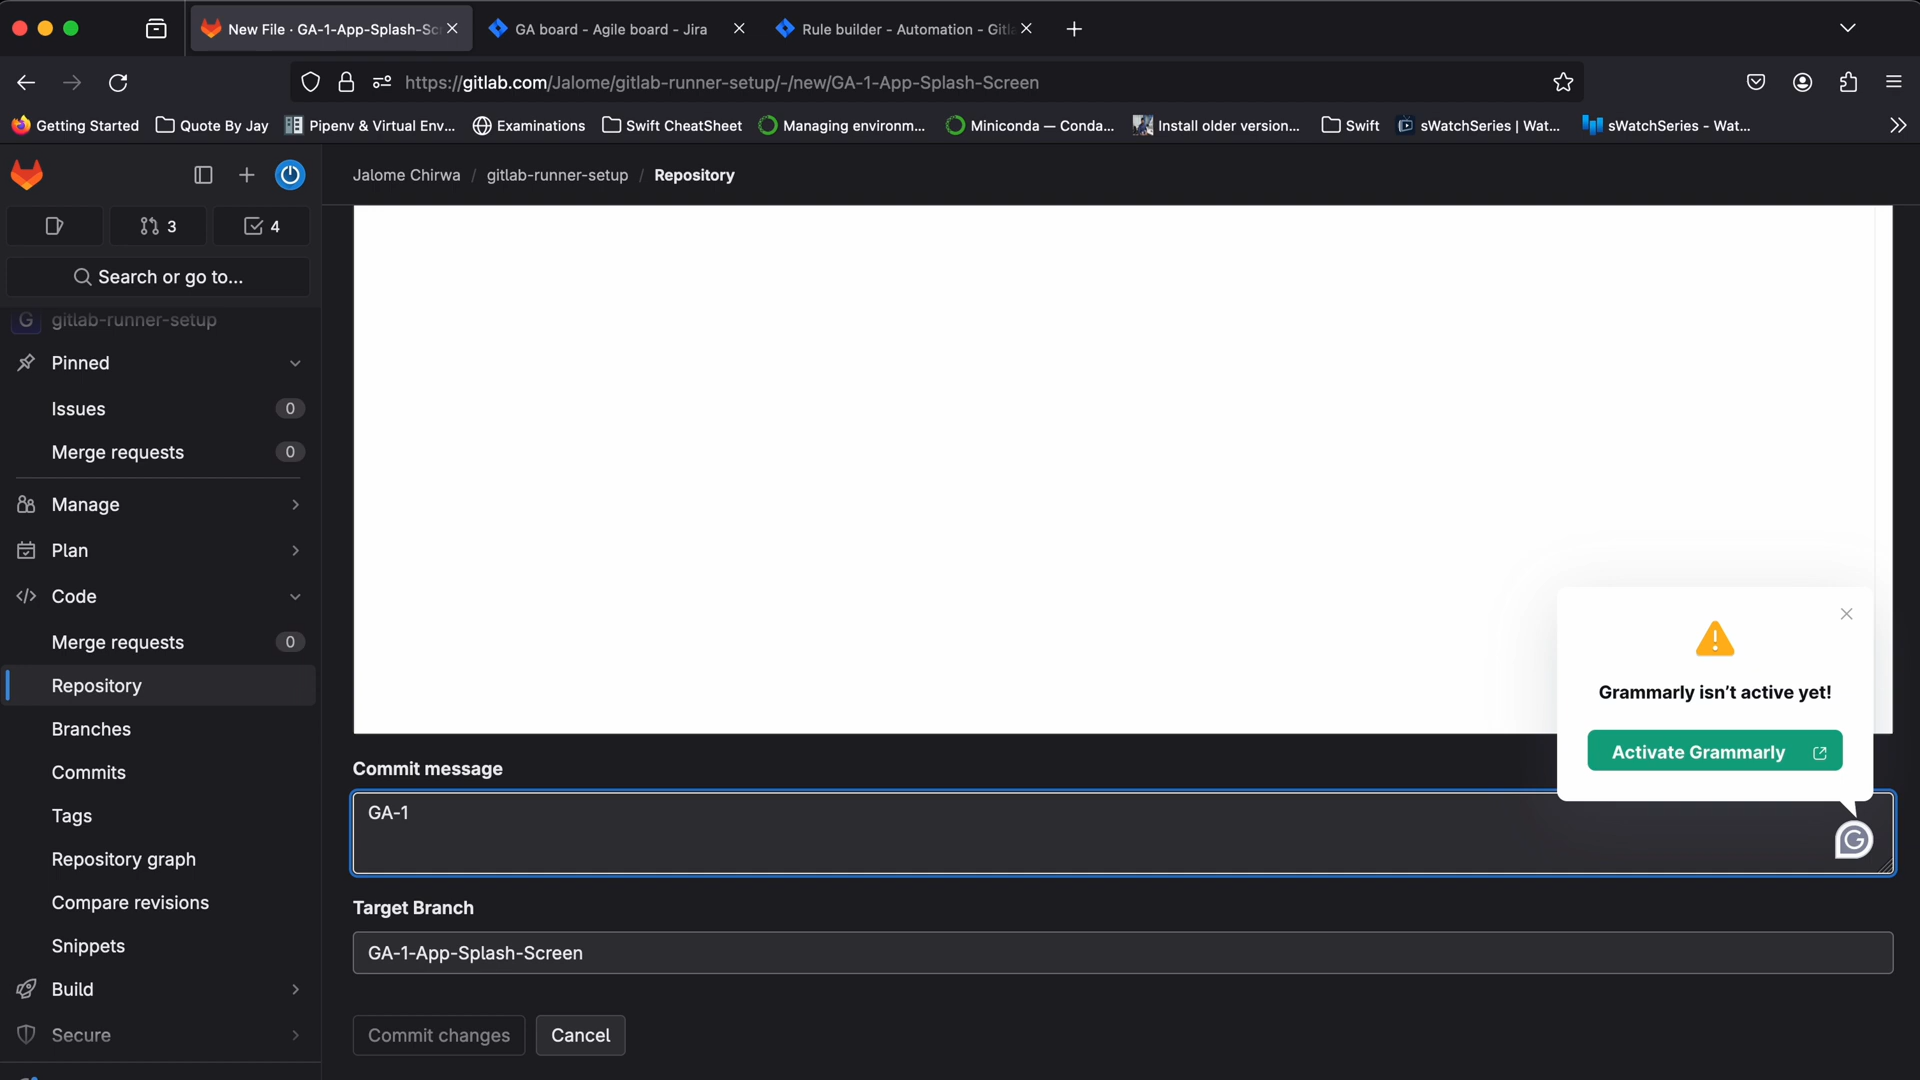 New File · GA-1-App-Splash-Sc
GA board - Agile board - Jira
Rule builder - Automation - Gitl
https://gitlab.com/Jalome/gitlab-runner-setup/-/new/GA-1-App-Splash-Screen
Getting Started
Quote By Jay
Pipenv & Virtual Env...
Examinations
Swift CheatSheet
Managing environm...
Miniconda — Conda...
Install older version...
Swift
sWatchSeries | Wat...
sWatchSeries - Wat...
Jalome Chirwa / gitlab-runner-setup / Repository
3
4
Search or go to...
G gitlab-runner-setup
Pinned
Issues 0
Merge requests 0
Manage
Plan
Code
Merge requests 0
Repository
Branches
Commits
Tags
Repository graph
Compare revisions
Snippets
Build
Secure
Grammarly isn't active yet!
Activate Grammarly
Commit message
GA-1
Target Branch
GA-1-App-Splash-Screen
Commit changes
Cancel